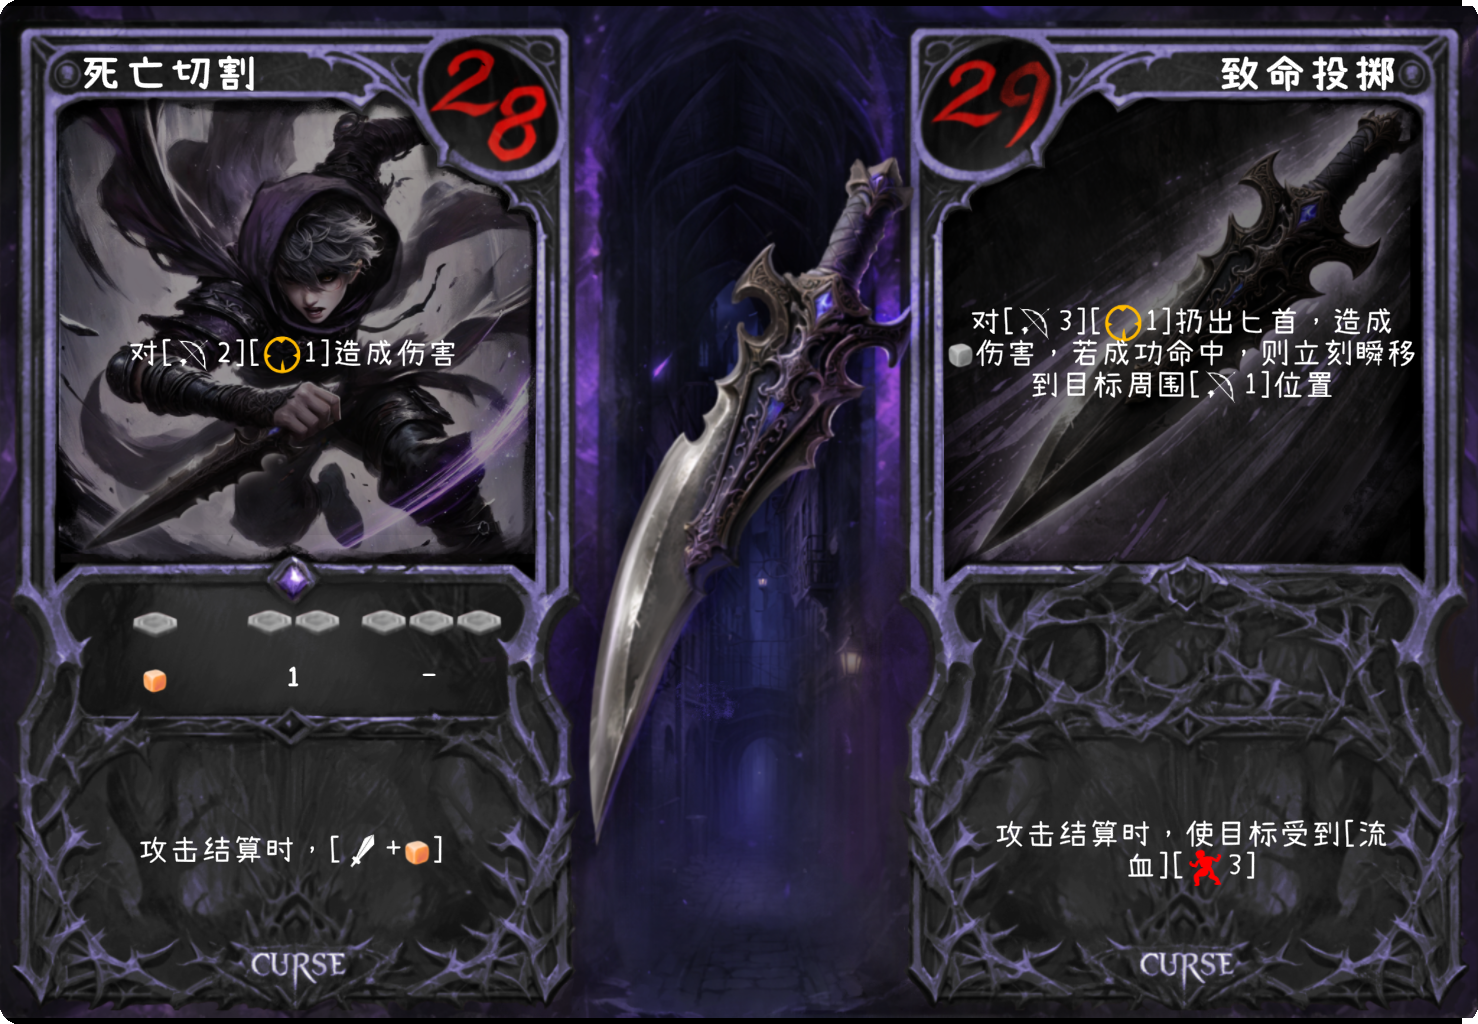 死亡切割
28
对[2][1]造成伤害
1 -
攻击结算时，[+]
CURSE
29
致命投掷
对[3][1]扔出匕首，造成
伤害，若成功命中，则立刻瞬移
到目标周围[1]位置
攻击结算时，使目标受到[流
血][3]
CURSE